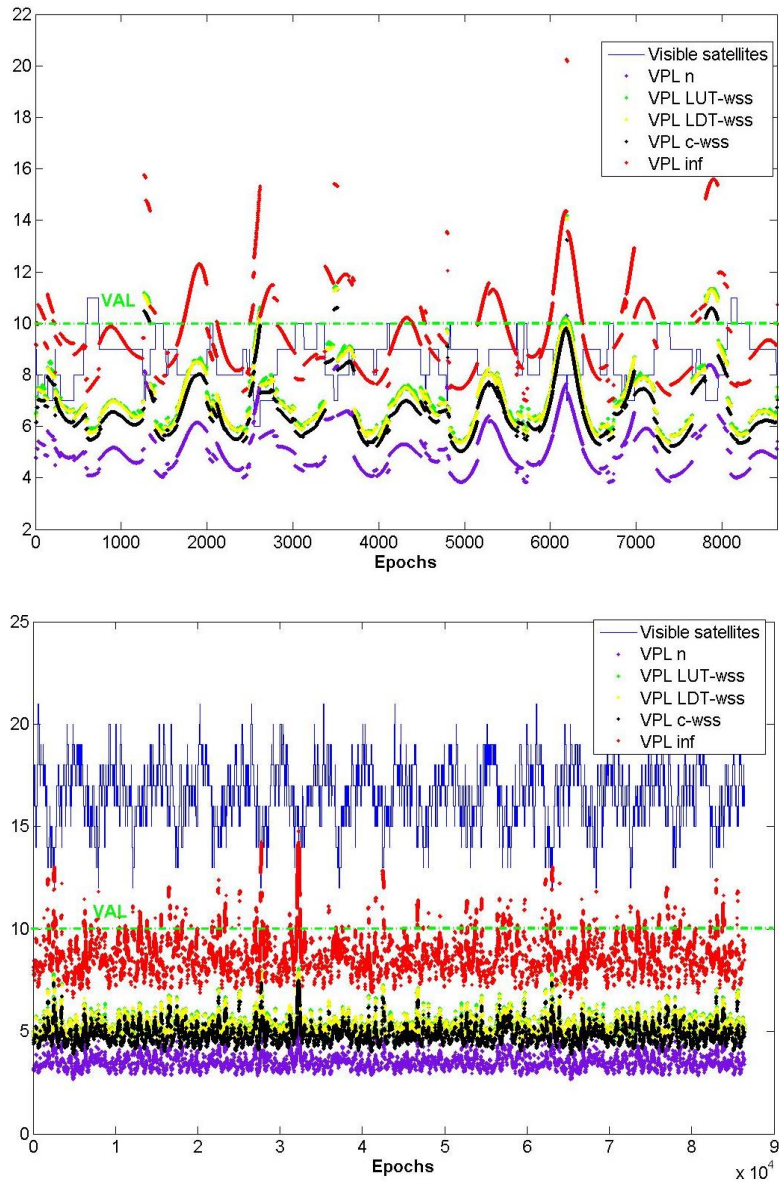 22
20
18
16
14
12
10
8
6
4
2
0 1000 2000 3000 4000 5000 6000 7000 8000
Epochs
VAL
Visible satellites
VPL n
VPL LUT-wss
VPL LDT-wss
VPL c-wss
VPL inf
25
20
15
10
5
0
0 1 2 3 4 5 6 7 8 9
x 10⁴
Epochs
VAL
Visible satellites
VPL n
VPL LUT-wss
VPL LDT-wss
VPL c-wss
VPL inf